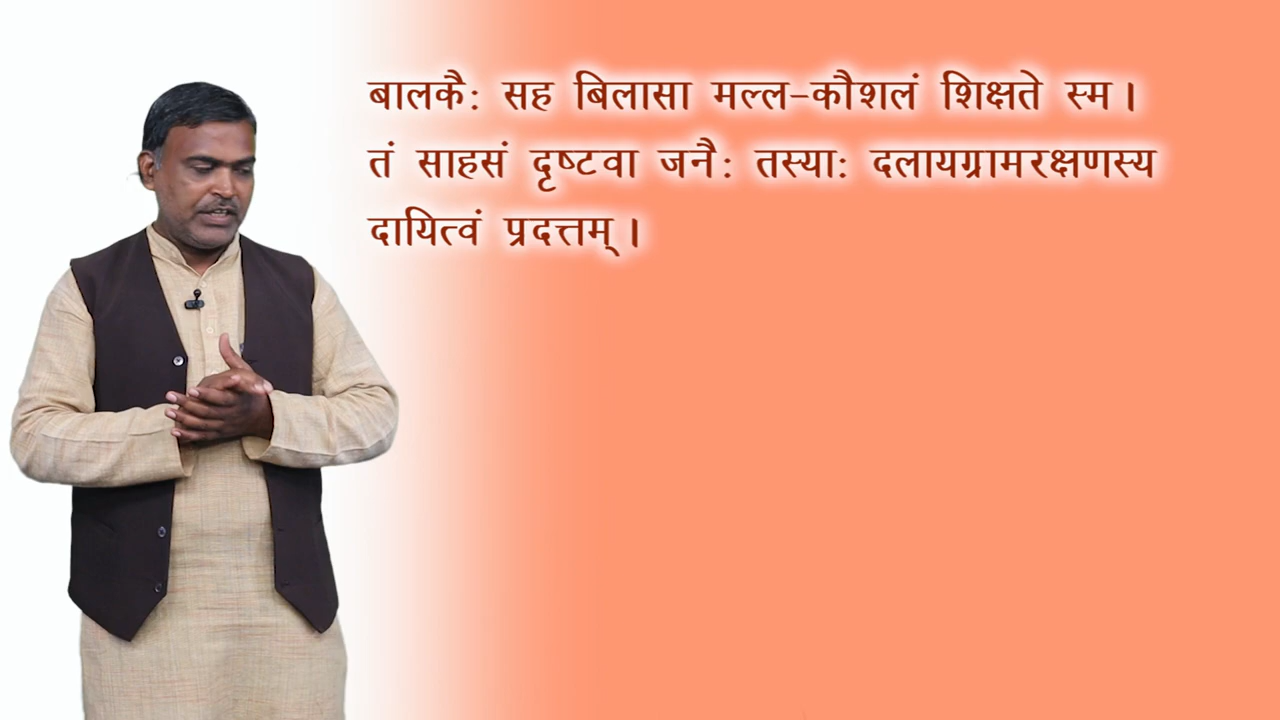 बालकै: सह बिलासा मल्ल-कौशलं शिक्षते स्म।
तं साहसं दृष्टवा जनै: तस्या: दलायग्रामरक्षणस्य
दायित्वं प्रदत्तम्।